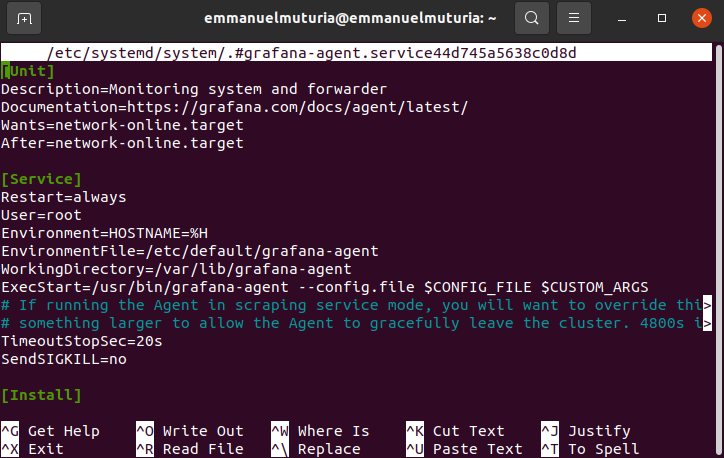 emmanuelmuturia@emmanuelmuturia: ~
/etc/systemd/system/.#grafana-agent.service44d745a5638c0d8d
[Unit]
Description=Monitoring system and forwarder
Documentation=https://grafana.com/docs/agent/latest/
Wants=network-online.target
After=network-online.target
[Service]
Restart=always
User=root
Environment=HOSTNAME=%H
EnvironmentFile=/etc/default/grafana-agent
WorkingDirectory=/var/lib/grafana-agent
ExecStart=/usr/bin/grafana-agent --config.file $CONFIG_FILE $CUSTOM_ARGS
# If running the Agent in scraping service mode, you will want to override thi>
# something larger to allow the Agent to gracefully leave the cluster. 4800s i>
TimeoutStopSec=20s
SendSIGKILL=no
[Install]
^G Get Help ^O Write Out ^W Where Is ^K Cut Text ^J Justify
^X Exit ^R Read File ^\ Replace ^U Paste Text ^T To Spell